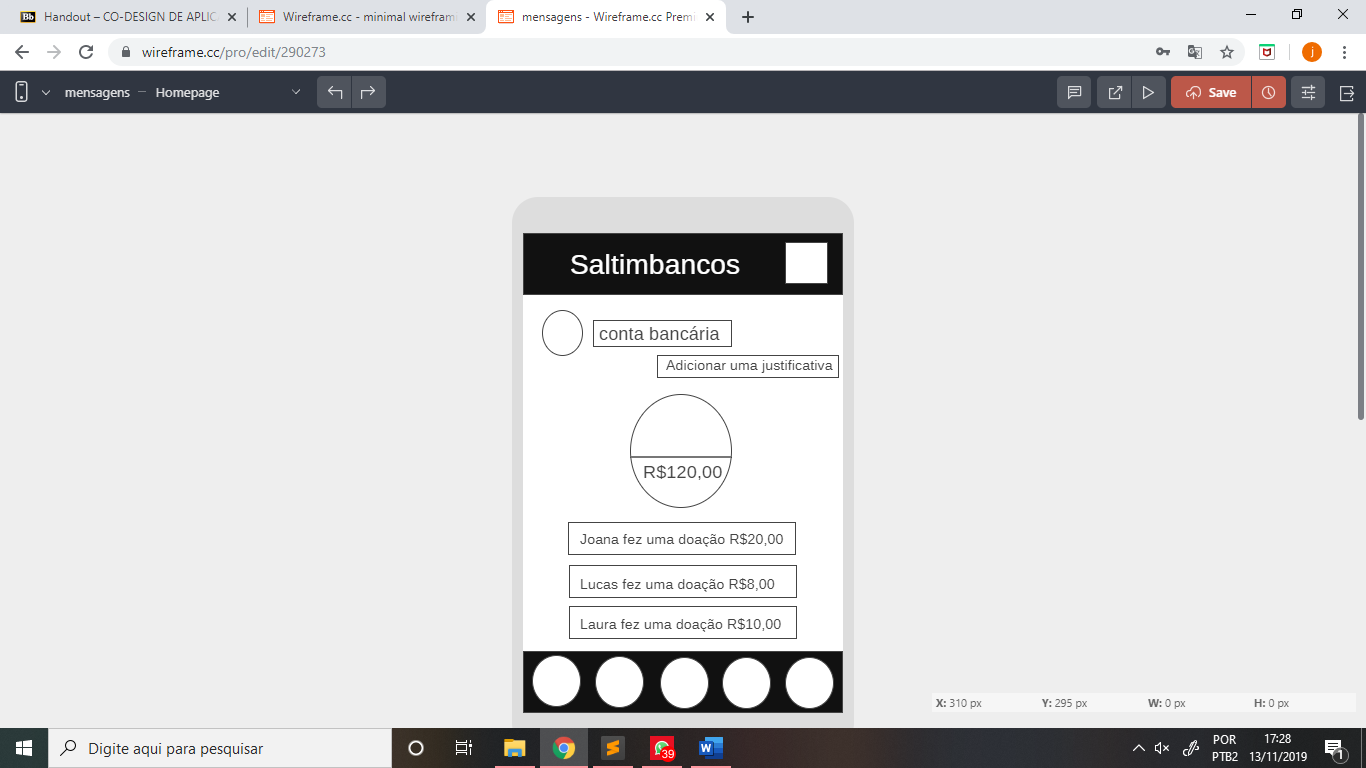 Bb Handout – CO-DESIGN DE APLIC
Wireframe.cc - minimal wirefram
mensagens - Wireframe.cc Prem
wireframe.cc/pro/edit/290273
j
mensagens – Homepage
Save
Saltimbancos
conta bancária
Adicionar uma justificativa
R$120,00
Joana fez uma doação R$20,00
Lucas fez uma doação R$8,00
Laura fez uma doação R$10,00
X: 310 px Y: 295 px W: 0 px H: 0 px
Digite aqui para pesquisar
39
W
POR
PTB2
17:28
13/11/2019
1